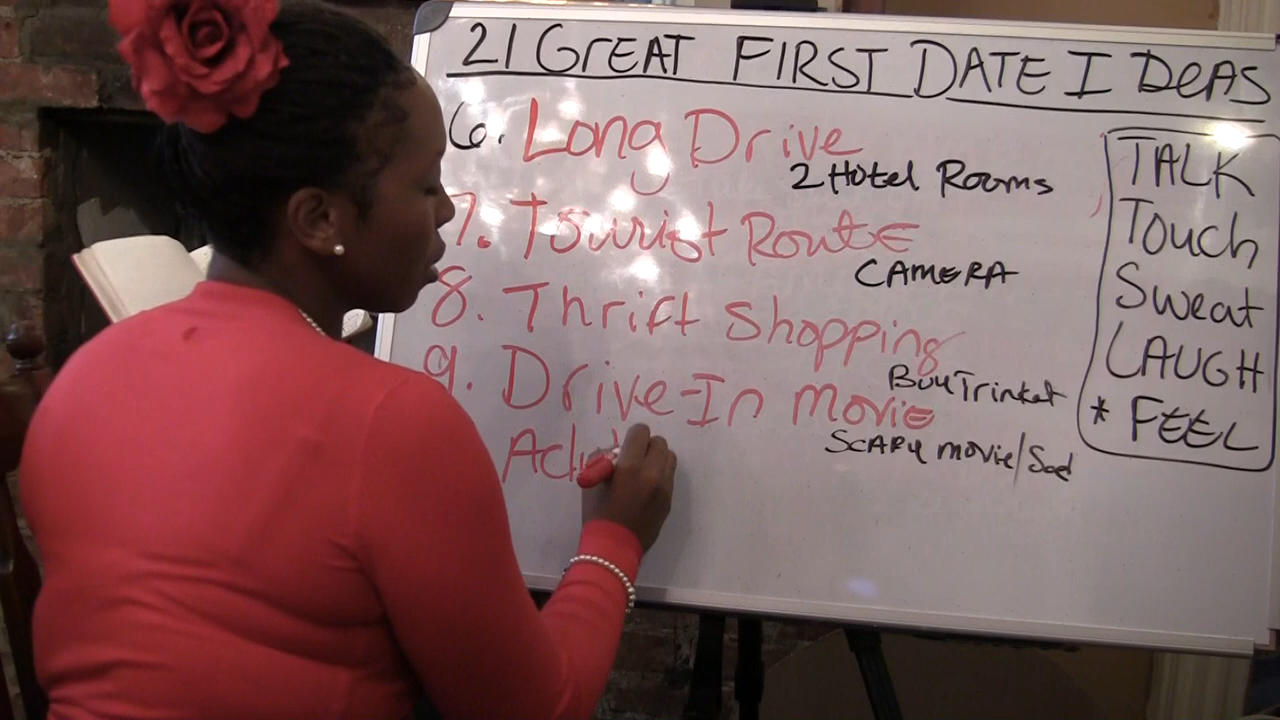 21 GREAT FIRST DATE IDEAS
6. Long Drive
2 Hotel Rooms
7. Tourist Route
CAMERA
8. Thrift Shopping
Buy Trinket
9. Drive-In Movie
SCARY movie/Sad
TALK
Touch
Sweat
LAUGH
* FEEL